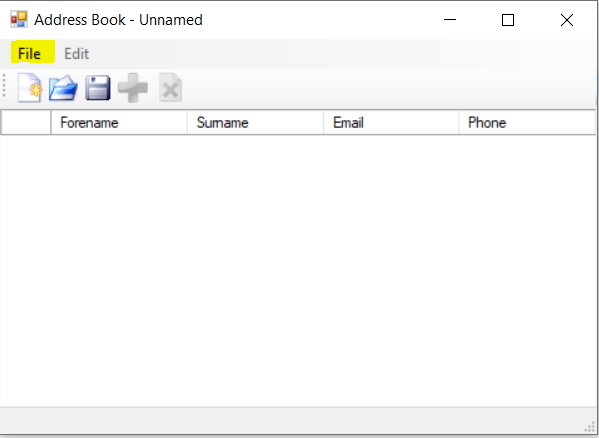 Address Book - Unnamed
File Edit
Forename Surname Email Phone